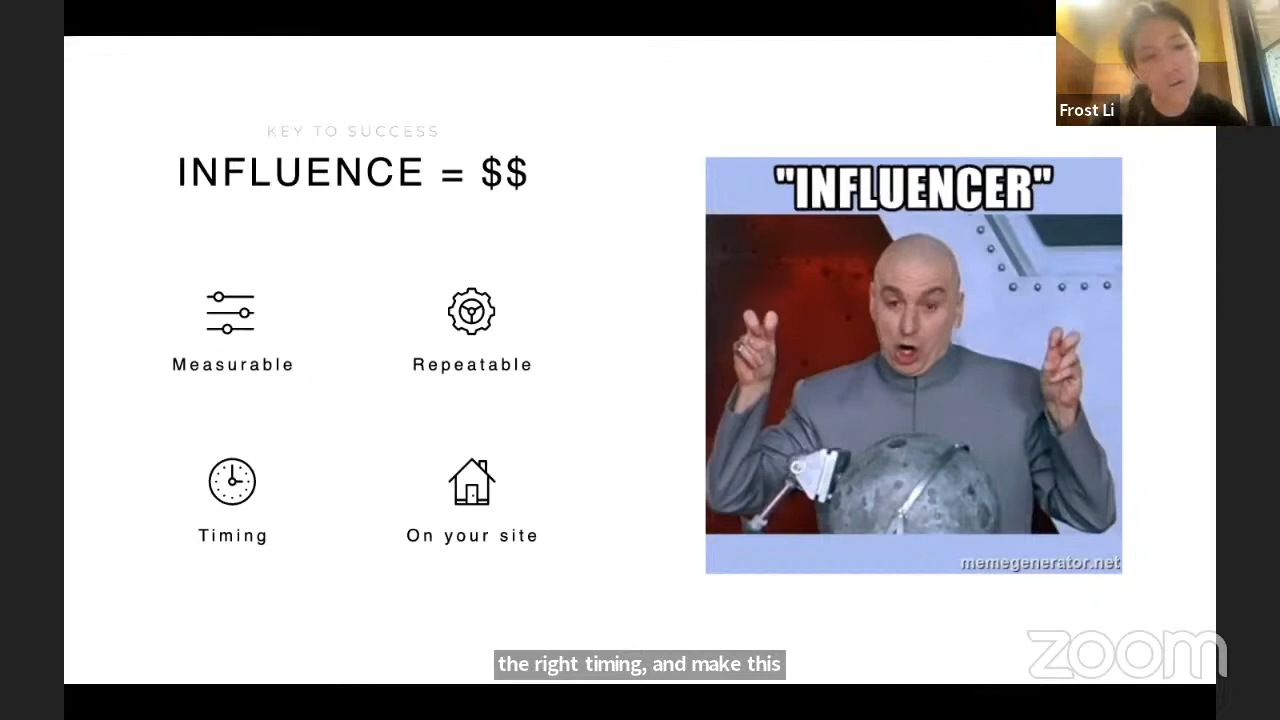 Frost Li
KEY TO SUCCESS
INFLUENCE = $$
"INFLUENCER"
Measurable
Repeatable
Timing
On your site
memegenerator.net
the right timing, and make this
zoom